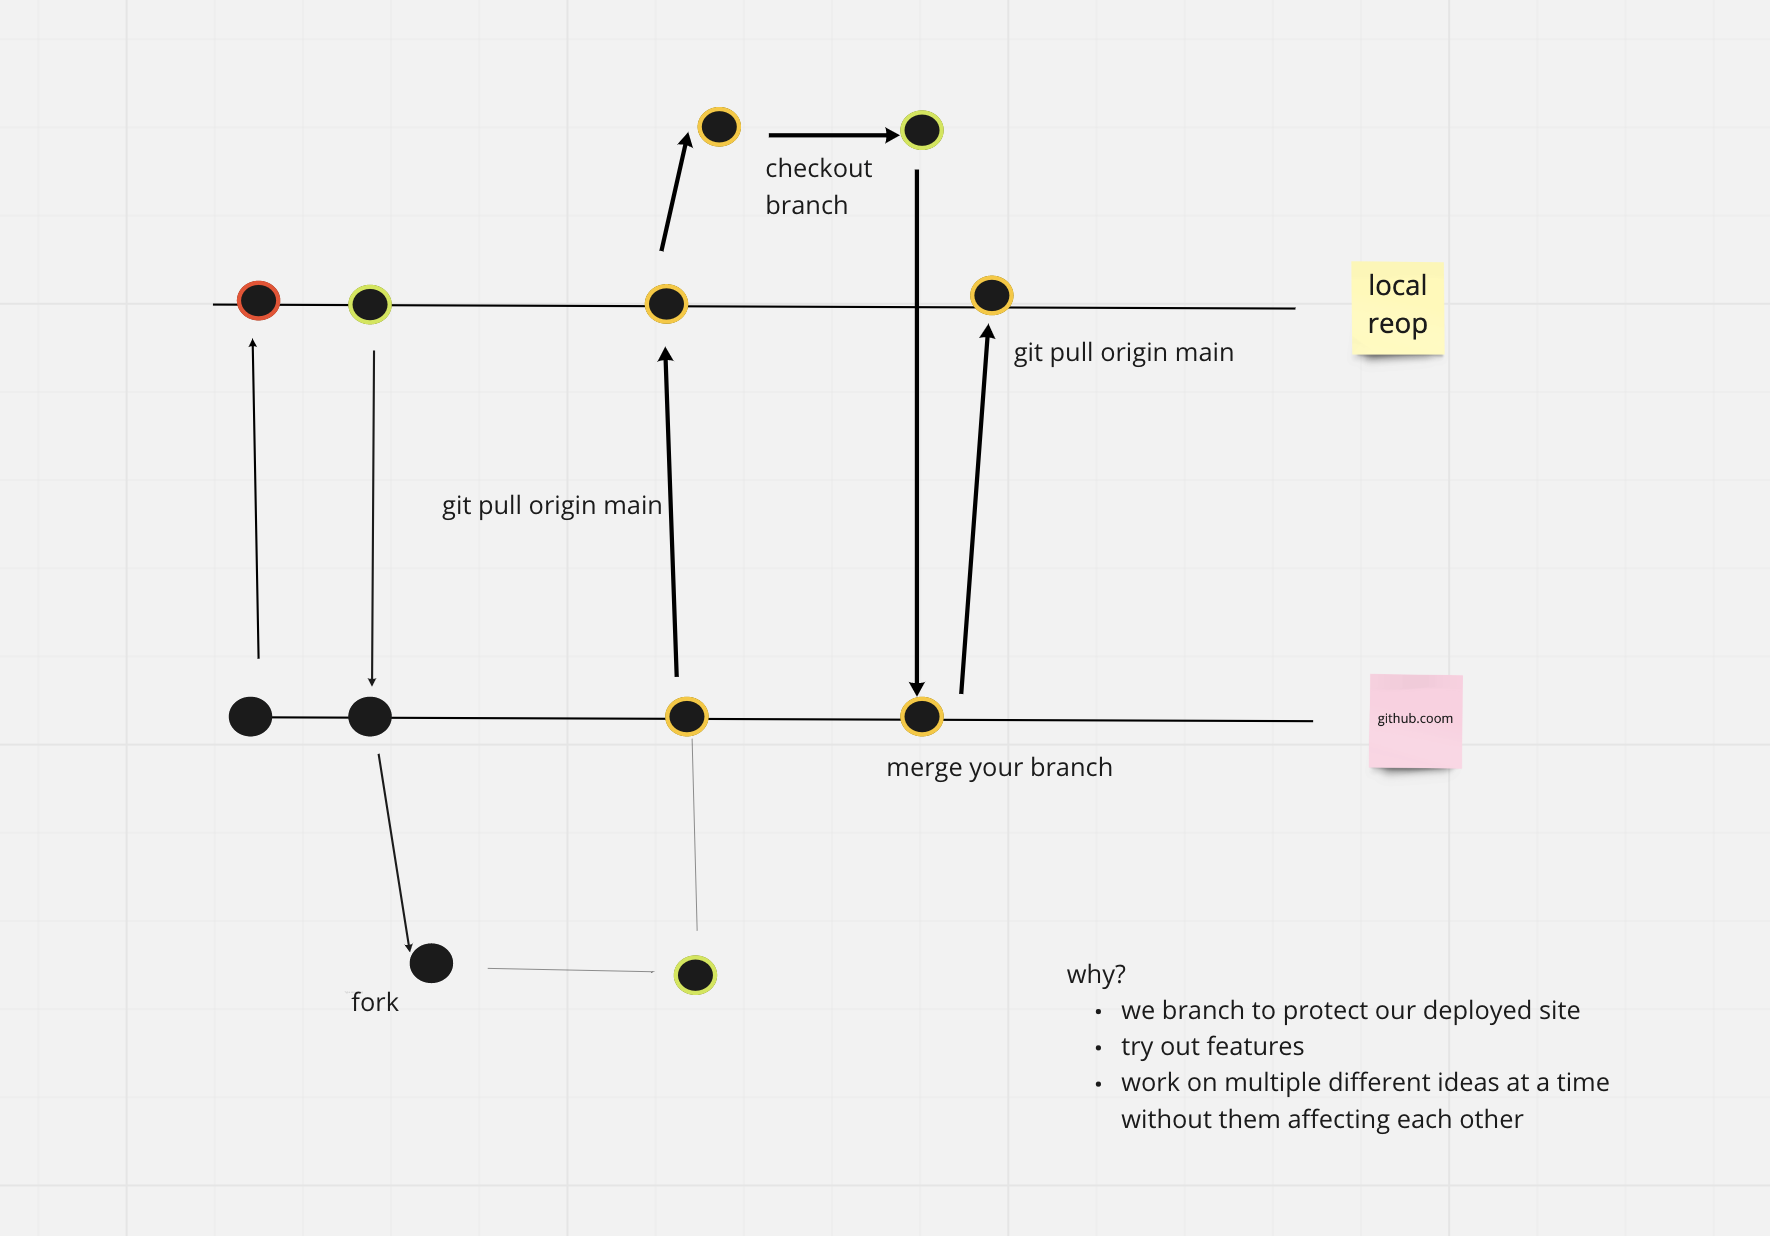 checkout
branch
local
reop
git pull origin main
git pull origin main
github.coom
merge your branch
fork
why?
• we branch to protect our deployed site
• try out features
• work on multiple different ideas at a time
without them affecting each other